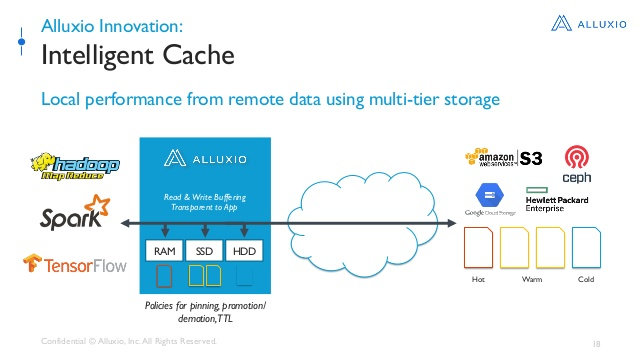 Alluxio Innovation:
ALLUXIO
Intelligent Cache
Local performance from remote data using multi-tier storage
hadoop
Map Reduce
Spark
TensorFlow
ALLUXIO
Read & Write Buffering
Transparent to App
RAM SSD HDD
Policies for pinning, promotion/
demotion, TTL
amazon
web services™
S3
ceph
Google Cloud Storage
Hewlett Packard
Enterprise
Hot Warm Cold
Confidential © Alluxio, Inc. All Rights Reserved.
18